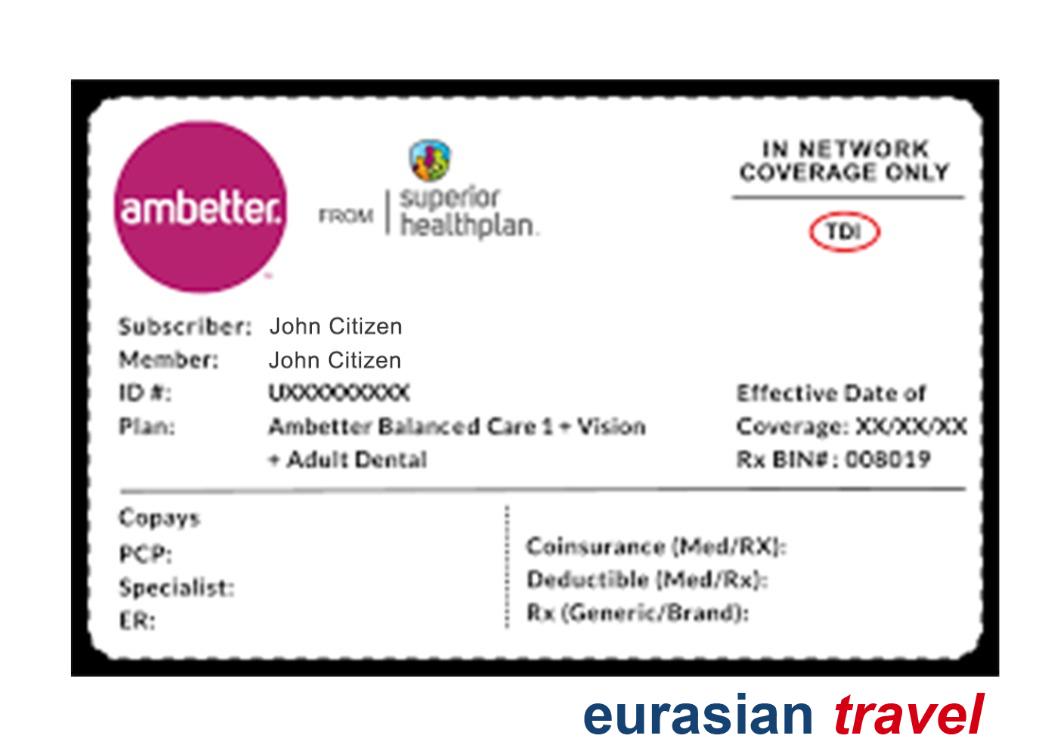 ambetter.
FROM
superior
healthplan.
IN NETWORK
COVERAGE ONLY
TDI
Subscriber: John Citizen
Member: John Citizen
ID #: UXXXXXXXXX
Plan: Ambetter Balanced Care 1 + Vision
+ Adult Dental
Effective Date of
Coverage: XX/XX/XX
Rx BIN#: 008019
Copays
PCP:
Specialist:
ER:
Coinsurance (Med/RX):
Deductible (Med/Rx):
Rx (Generic/Brand):
eurasian travel